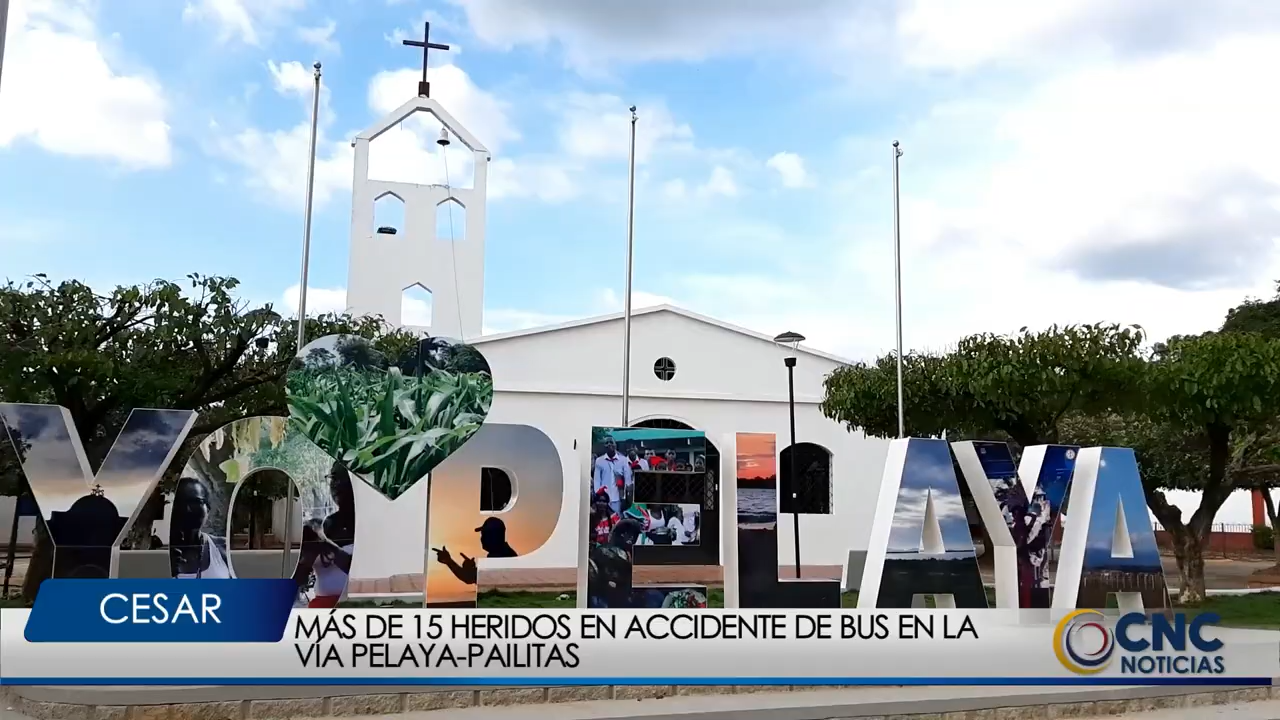 YO PELAYA
CESAR
MÁS DE 15 HERIDOS EN ACCIDENTE DE BUS EN LA
VÍA PELAYA-PAILITAS
CNC
NOTICIAS